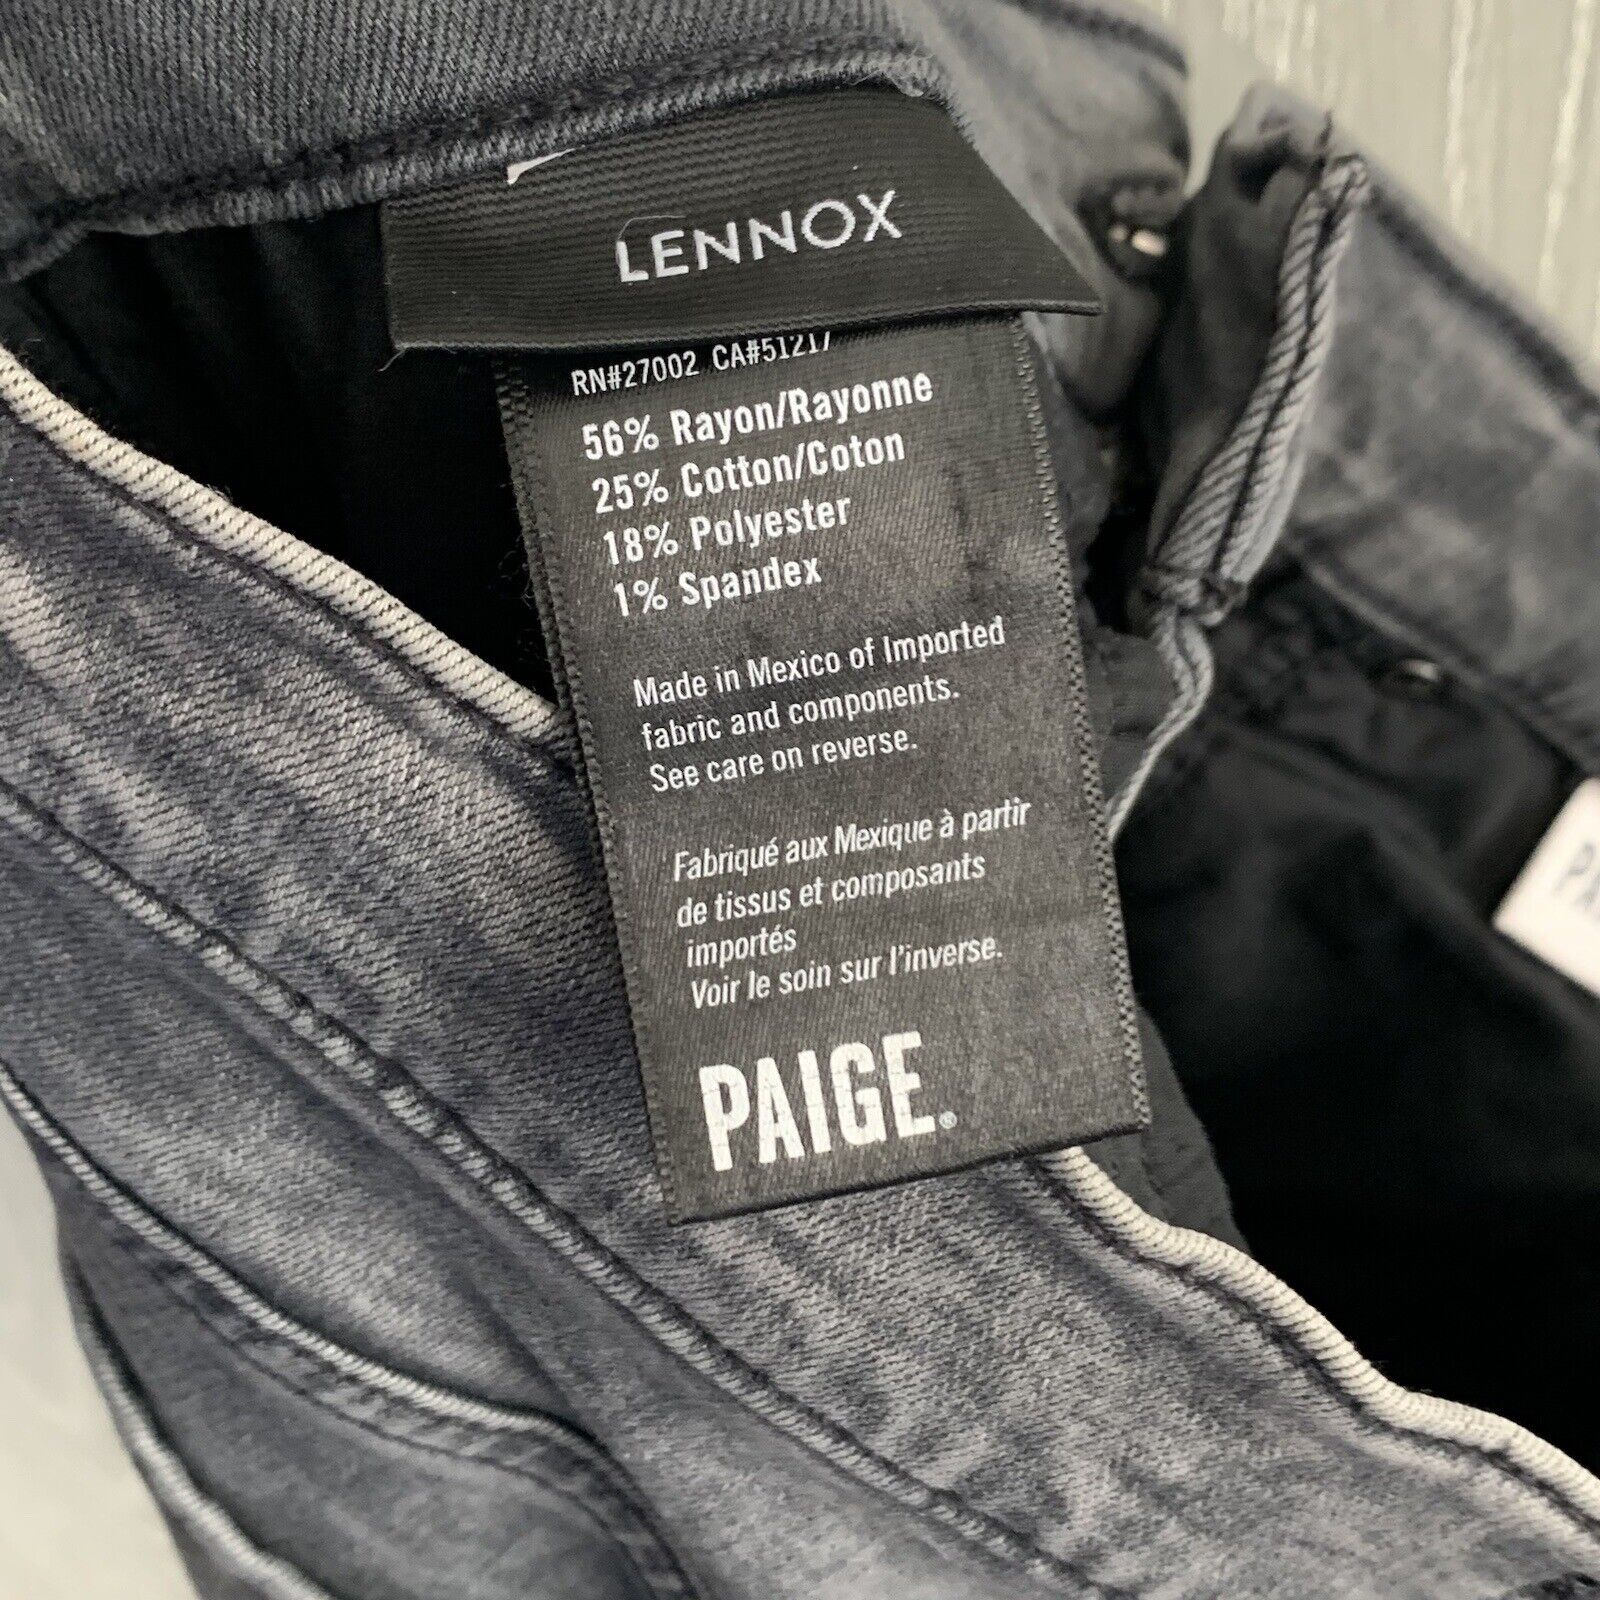 LENNOX
RN#27002 CA#51217
56% Rayon/Rayonne
25% Cotton/Coton
18% Polyester
1% Spandex
Made in Mexico of Imported
fabric and components.
See care on reverse.
Fabriqué aux Mexique à partir
de tissus et composants
importés
Voir le soin sur l'inverse.
PAIGE®